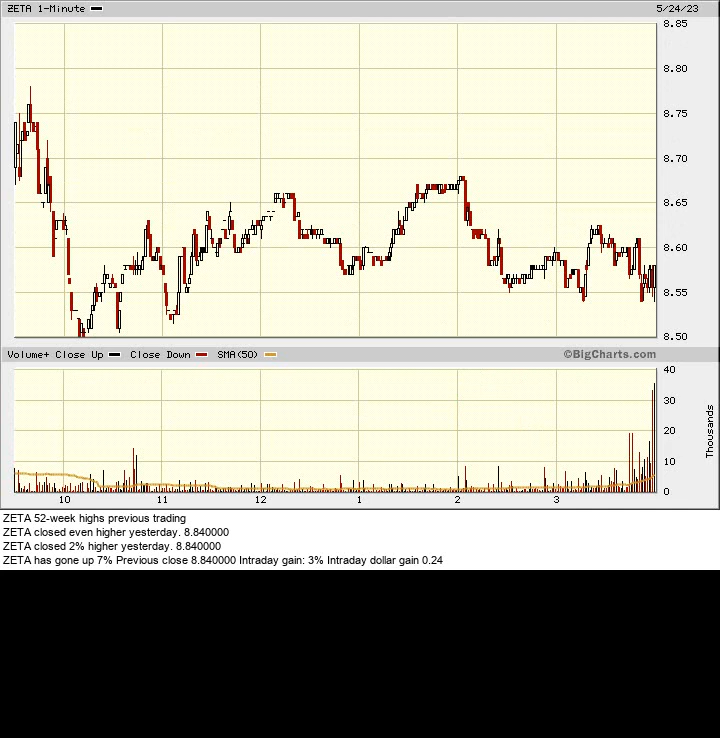 ZETA 1-Minute 5/24/23
8.85
8.80
8.75
8.70
8.65
8.60
8.55
8.50
Volume+ Close Up Close Down SMA(50) ©BigCharts.com
40
30
20
10
0
Thousands
10 11 12 1 2 3
ZETA 52-week highs previous trading
ZETA closed even higher yesterday. 8.840000
ZETA closed 2% higher yesterday. 8.840000
ZETA has gone up 7% Previous close 8.840000 Intraday gain: 3% Intraday dollar gain 0.24